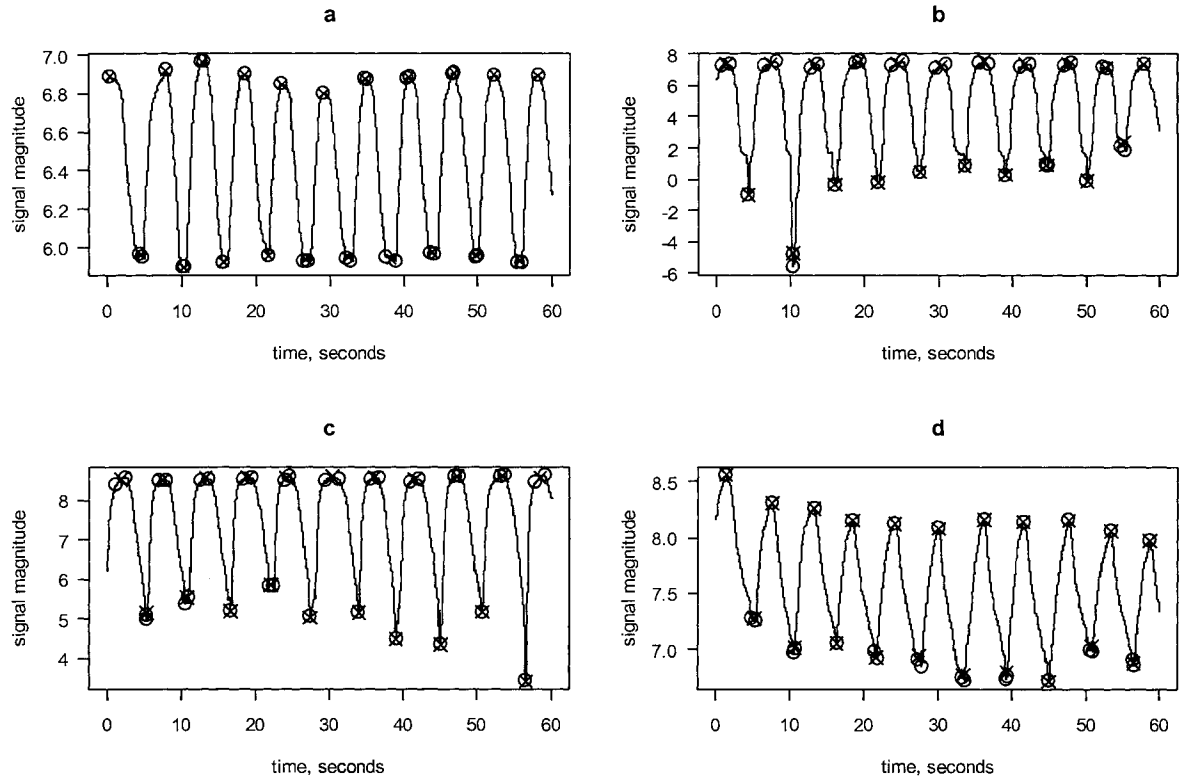 a
7.0
6.8
6.6
6.4
6.2
6.0
signal magnitude
0 10 20 30 40 50 60
time, seconds
b
8
6
4
2
0
-2
-4
-6
signal magnitude
0 10 20 30 40 50 60
time, seconds
c
8
7
6
5
4
signal magnitude
0 10 20 30 40 50 60
time, seconds
d
8.5
8.0
7.5
7.0
signal magnitude
0 10 20 30 40 50 60
time, seconds